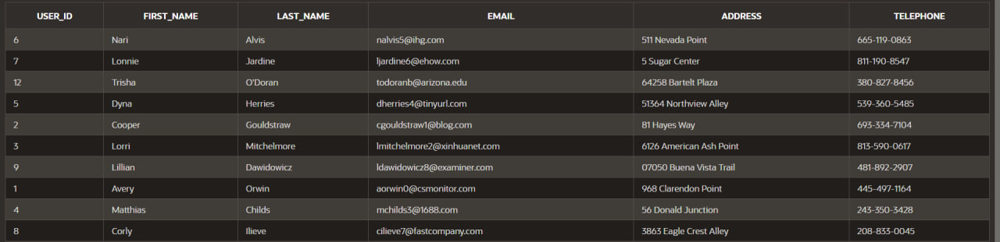 USER_ID FIRST_NAME LAST_NAME EMAIL ADDRESS TELEPHONE
6 Nari Alvis nalvis5@ihg.com 511 Nevada Point 665-119-0863
7 Lonnie Jardine ljardine6@ehow.com 5 Sugar Center 811-190-8547
12 Trisha O'Doran todoranb@arizona.edu 64258 Bartelt Plaza 380-827-8456
5 Dyna Herries dherries4@tinyurl.com 51364 Northview Alley 539-360-5485
2 Cooper Gouldstraw cgouldstraw1@blog.com 81 Hayes Way 693-334-7104
3 Lorri Mitchelmore lmitchelmore2@xinhuanet.com 6126 American Ash Point 813-590-0617
9 Lillian Dawidowicz ldawidowicz8@examiner.com 07050 Buena Vista Trail 481-892-2907
1 Avery Orwin aorwin0@csmonitor.com 968 Clarendon Point 445-497-1164
4 Matthias Childs mchilds3@1688.com 56 Donald Junction 243-350-3428
8 Corly Ilieve cilieve7@fastcompany.com 3863 Eagle Crest Alley 208-833-0045